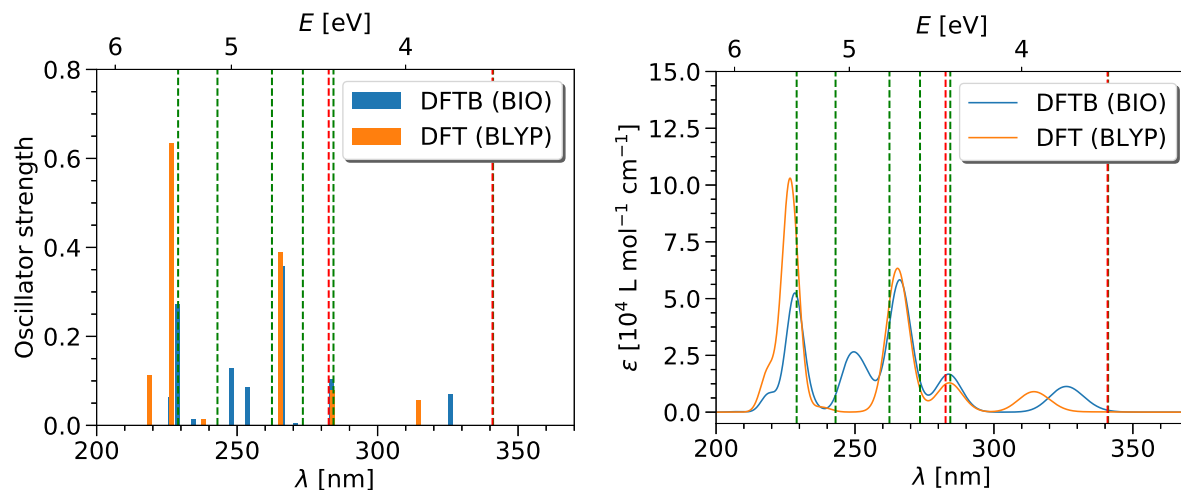 E [eV]
6 5 4
0.8
0.6
0.4
0.2
0.0
Oscillator strength
DFTB (BIO)
DFT (BLYP)
200 250 300 350
λ [nm]
E [eV]
6 5 4
15.0
12.5
10.0
7.5
5.0
2.5
0.0
ε [10⁴ L mol⁻¹ cm⁻¹]
DFTB (BIO)
DFT (BLYP)
200 250 300 350
λ [nm]